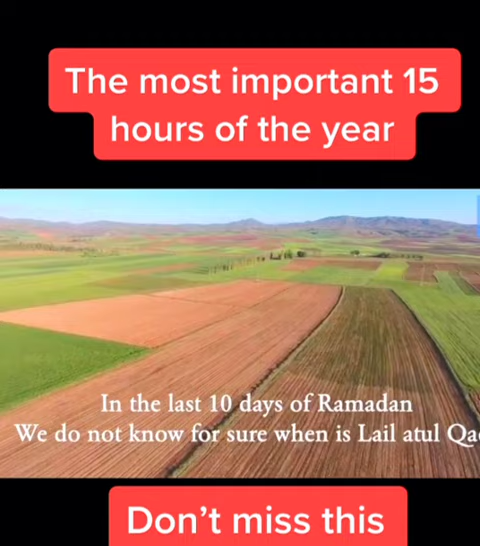 The most important 15
hours of the year
In the last 10 days of Ramadan
We do not know for sure when is Lail atul
Don't miss this